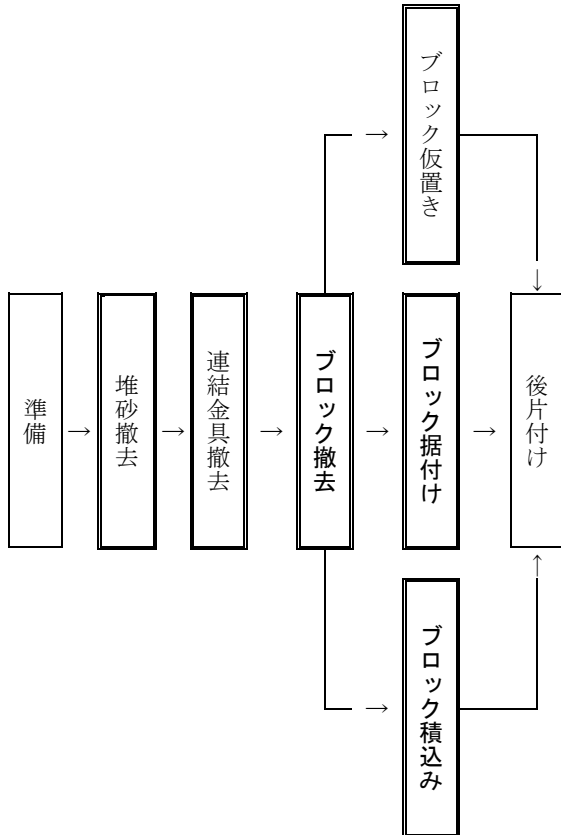 準備
→
堆砂撤去
→
連結金具撤去
→
ブロック撤去
→
ブロック仮置き
↓
→
ブロック据付け
→
後片付け
→
ブロック積込み
↑